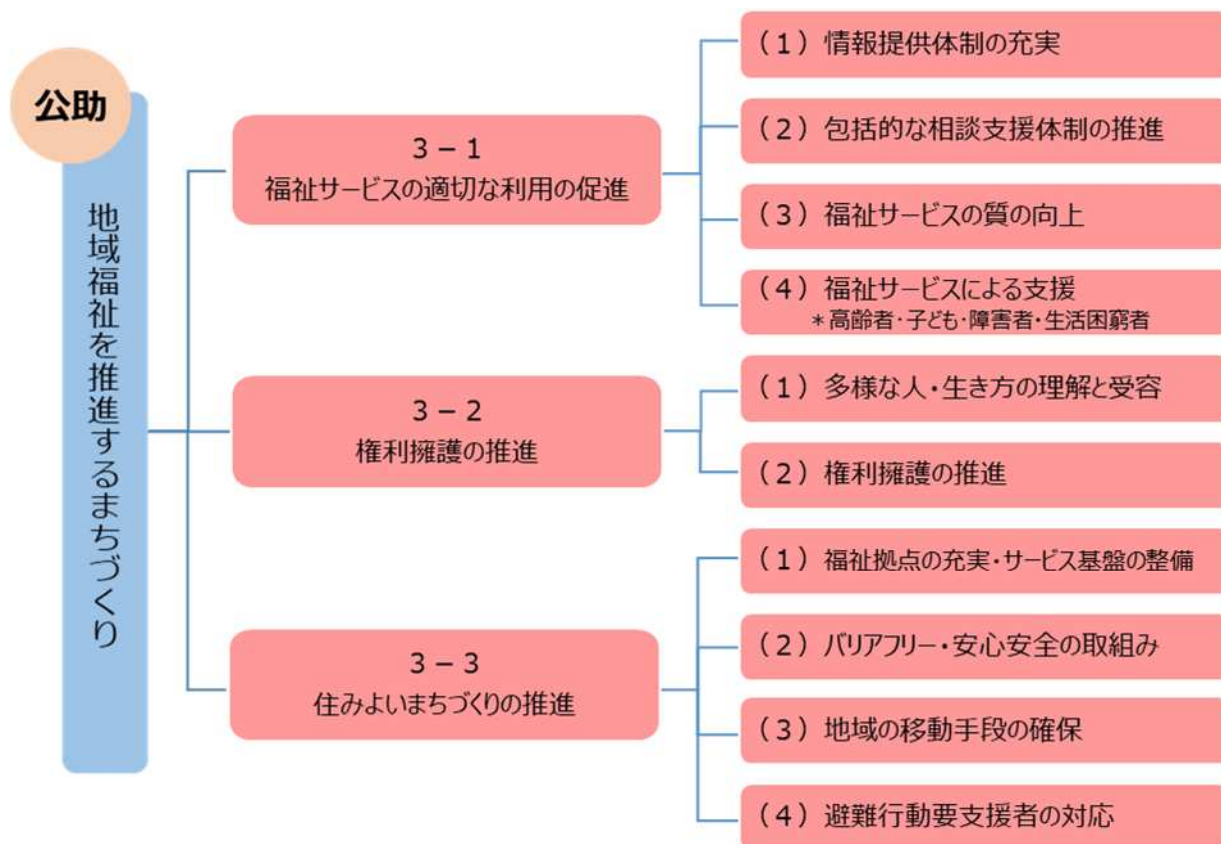 公助
地域福祉を推進するまちづくり
3－1
福祉サービスの適切な利用の促進
（1）情報提供体制の充実
（2）包括的な相談支援体制の推進
（3）福祉サービスの質の向上
（4）福祉サービスによる支援
＊高齢者・子ども・障害者・生活困窮者
3－2
権利擁護の推進
（1）多様な人・生き方の理解と受容
（2）権利擁護の推進
3－3
住みよいまちづくりの推進
（1）福祉拠点の充実・サービス基盤の整備
（2）バリアフリー・安心安全の取組み
（3）地域の移動手段の確保
（4）避難行動要支援者の対応